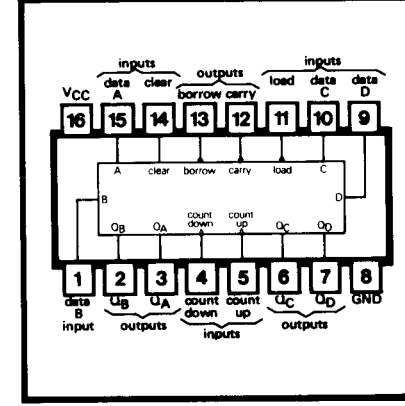 inputs inputs
data clear outputs load data data
A borrow carry C D
VCC
16 15 14 13 12 11 10 9
A clear borrow carry load C
B D
count count
QB QA down up QC QD
1 2 3 4 5 6 7 8
data QB QA count count QC QD GND
B down up
input outputs inputs outputs